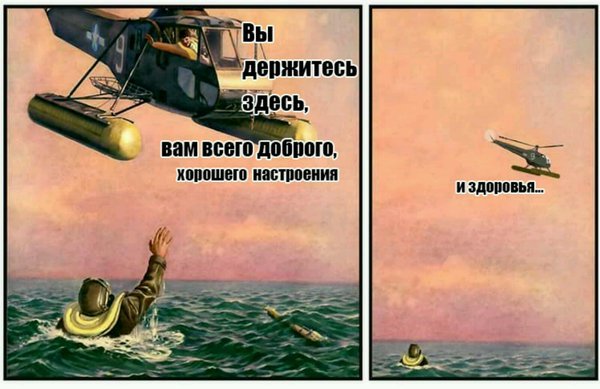 Вы
держитесь
здесь,
вам всего доброго,
хорошего настроения
и здоровья...